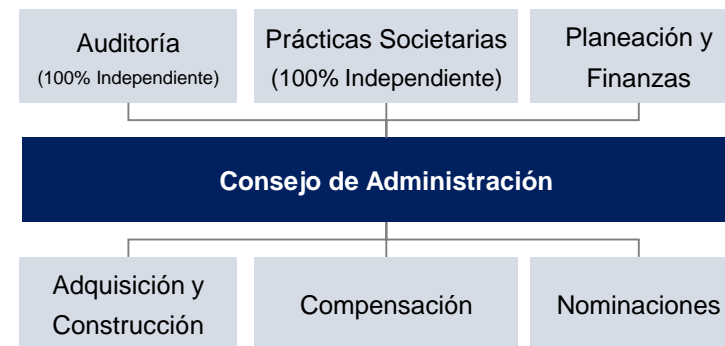 Auditoría
(100% Independiente)
Prácticas Societarias
(100% Independiente)
Planeación y
Finanzas
Consejo de Administración
Adquisición y
Construcción
Compensación
Nominaciones